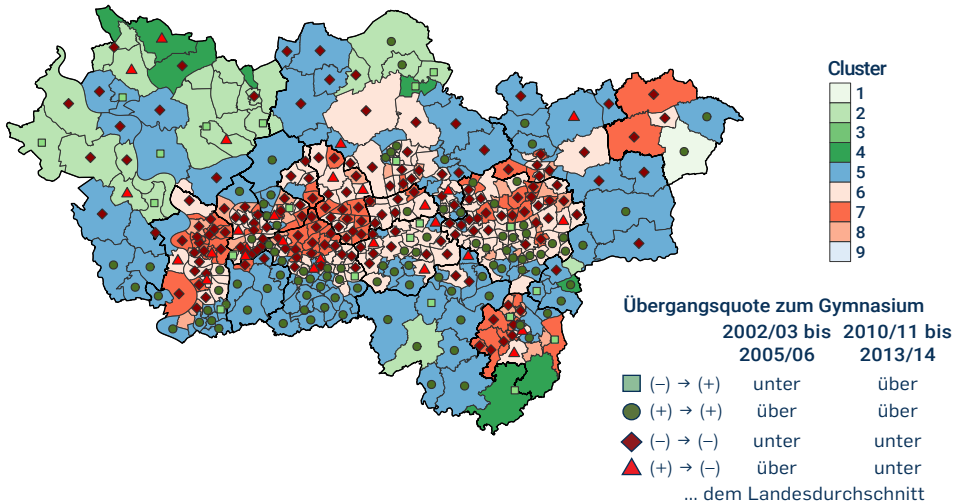 Cluster
1
2
3
4
5
6
7
8
9
Übergangsquote zum Gymnasium
2002/03 bis 2010/11 bis
2005/06 2013/14
(−) → (+) unter über
(+) → (+) über über
(−) → (−) unter unter
(+) → (−) über unter
... dem Landesdurchschnitt